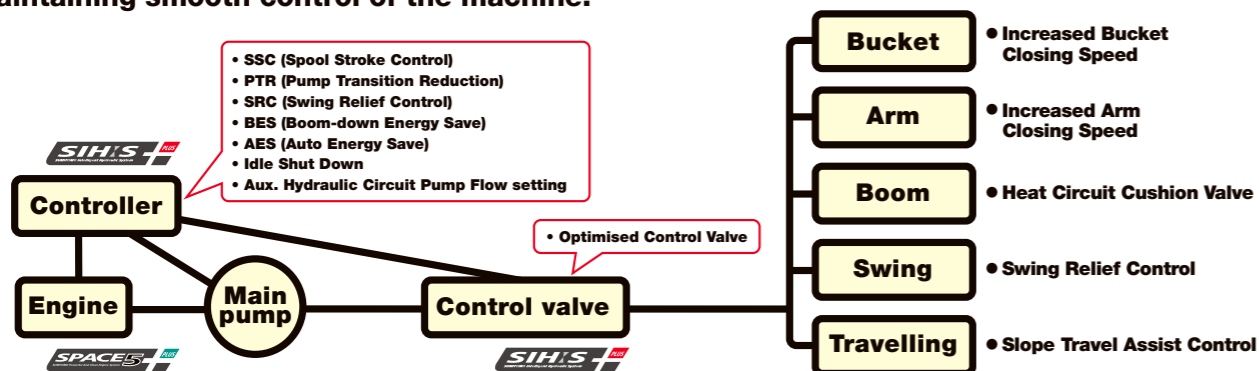 aintaining smooth control of the machine.
• SSC (Spool Stroke Control)
• PTR (Pump Transition Reduction)
• SRC (Swing Relief Control)
• BES (Boom-down Energy Save)
• AES (Auto Energy Save)
• Idle Shut Down
• Aux. Hydraulic Circuit Pump Flow setting
SIH:S PLUS
Controller
Engine
Main
pump
SPACE5 PLUS
• Optimised Control Valve
Control valve
SIH:S PLUS
Bucket
• Increased Bucket
Closing Speed
Arm
• Increased Arm
Closing Speed
Boom
• Heat Circuit Cushion Valve
Swing
• Swing Relief Control
Travelling
• Slope Travel Assist Control